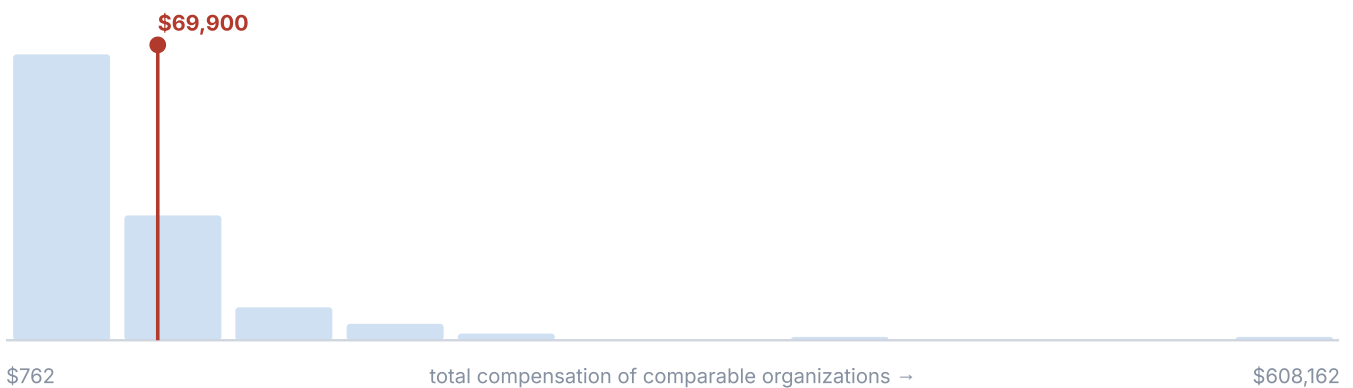 $69,900
$762
total compensation of comparable organizations →
$608,162